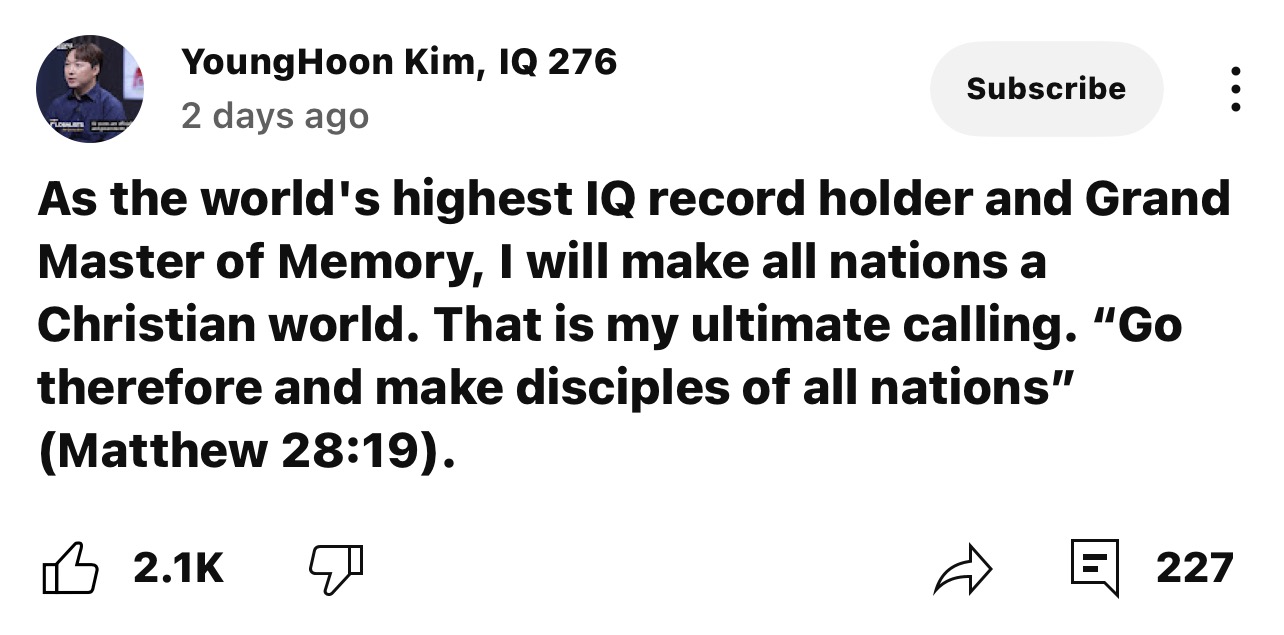 YoungHoon Kim, IQ 276
2 days ago
Subscribe
As the world's highest IQ record holder and Grand
Master of Memory, I will make all nations a
Christian world. That is my ultimate calling. “Go
therefore and make disciples of all nations”
(Matthew 28:19).
2.1K
227